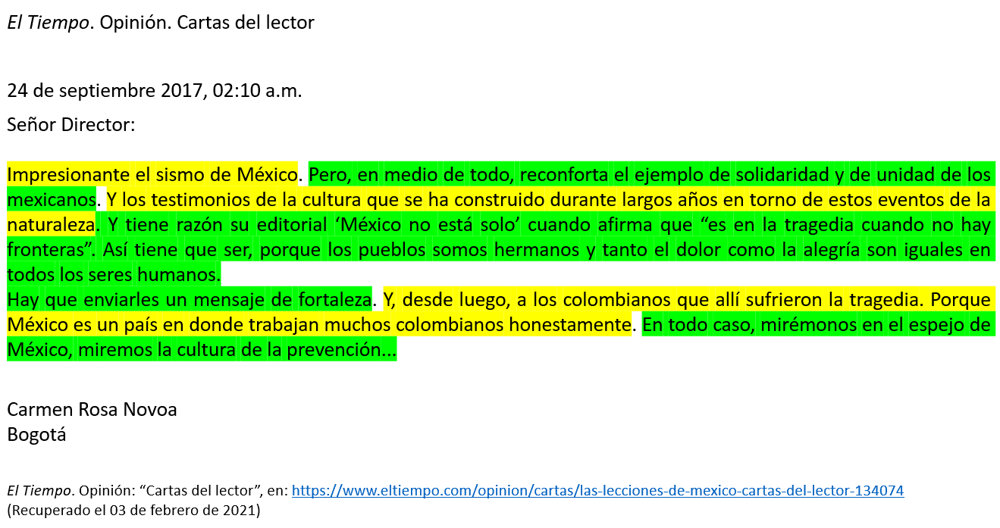 El Tiempo. Opinión. Cartas del lector
24 de septiembre 2017, 02:10 a.m.
Señor Director:
Impresionante el sismo de México. Pero, en medio de todo, reconforta el ejemplo de solidaridad y de unidad de los
mexicanos. Y los testimonios de la cultura que se ha construido durante largos años en torno de estos eventos de la
naturaleza. Y tiene razón su editorial ‘México no está solo’ cuando afirma que “es en la tragedia cuando no hay
fronteras”. Así tiene que ser, porque los pueblos somos hermanos y tanto el dolor como la alegría son iguales en
todos los seres humanos.
Hay que enviarles un mensaje de fortaleza. Y, desde luego, a los colombianos que allí sufrieron la tragedia. Porque
México es un país en donde trabajan muchos colombianos honestamente. En todo caso, mirémonos en el espejo de
México, miremos la cultura de la prevención...
Carmen Rosa Novoa
Bogotá
El Tiempo. Opinión: “Cartas del lector”, en: https://www.eltiempo.com/opinion/cartas/las-lecciones-de-mexico-cartas-del-lector-134074
(Recuperado el 03 de febrero de 2021)